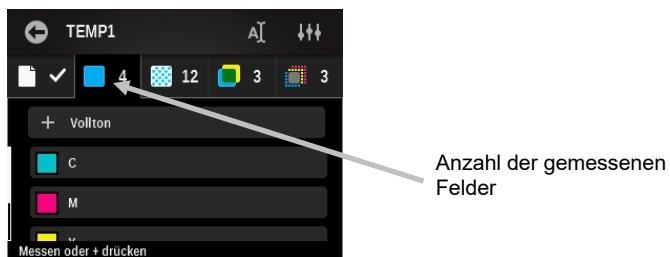 TEMP1
4 12 3 3
+ Vollton
C
M
Y
Messen oder + drücken
Anzahl der gemessenen
Felder